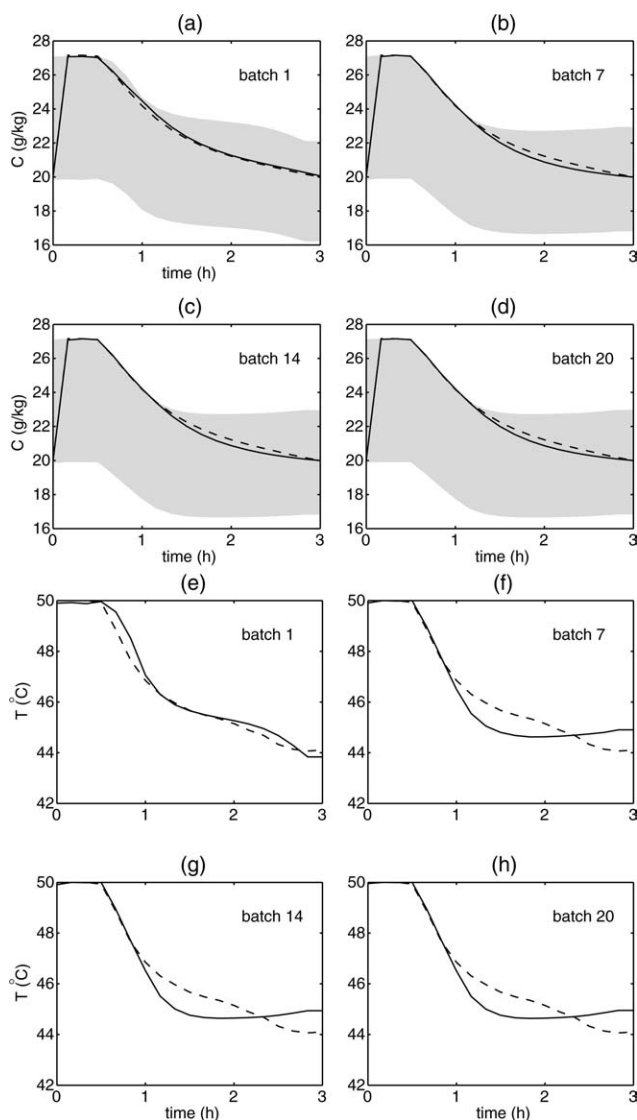 (a)
28
26
24
22
20
18
16
C (g/kg)
batch 1
0 1 2 3
time (h)
(b)
28
26
24
22
20
18
16
C (g/kg)
batch 7
0 1 2 3
time (h)
(c)
28
26
24
22
20
18
16
C (g/kg)
batch 14
0 1 2 3
time (h)
(d)
28
26
24
22
20
18
16
C (g/kg)
batch 20
0 1 2 3
time (h)
(e)
50
48
46
44
42
T (°C)
batch 1
0 1 2 3
(f)
50
48
46
44
42
T (°C)
batch 7
0 1 2 3
(g)
50
48
46
44
42
T (°C)
batch 14
0 1 2 3
time (h)
(h)
50
48
46
44
42
T (°C)
batch 20
0 1 2 3
time (h)